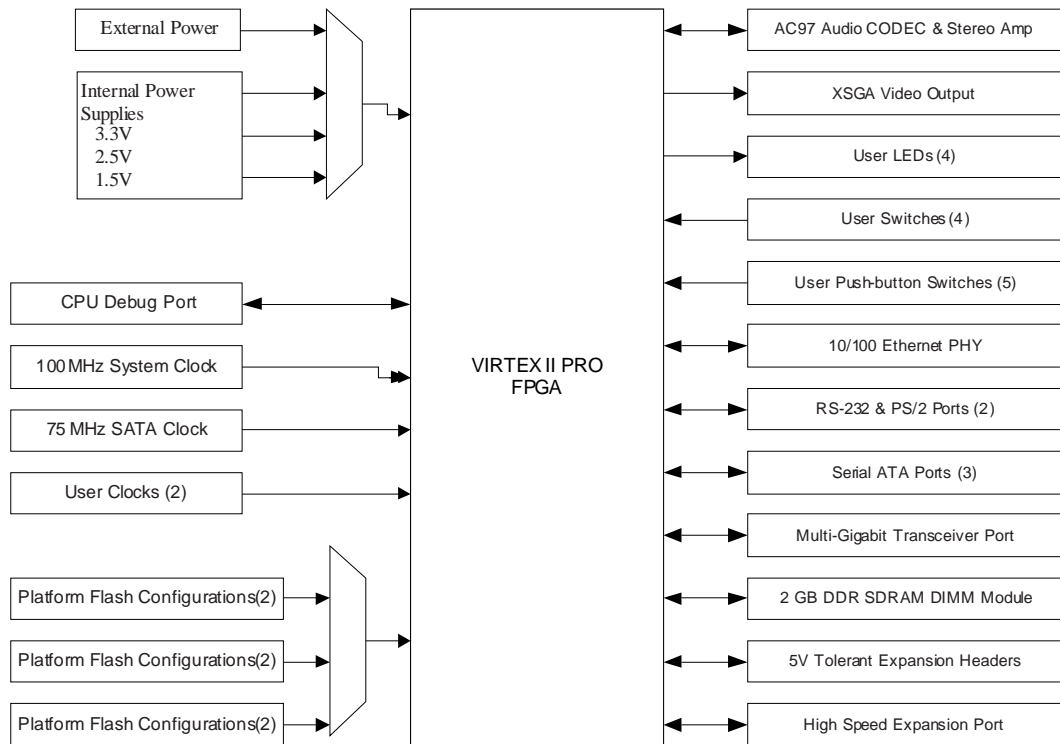 External Power
Internal Power
Supplies
3.3V
2.5V
1.5V
CPU Debug Port
100 MHz System Clock
75 MHz SATA Clock
User Clocks (2)
Platform Flash Configurations(2)
Platform Flash Configurations(2)
Platform Flash Configurations(2)
VIRTEX II PRO
FPGA
AC97 Audio CODEC & Stereo Amp
XSGA Video Output
User LEDs (4)
User Switches (4)
User Push-button Switches (5)
10/100 Ethernet PHY
RS-232 & PS/2 Ports (2)
Serial ATA Ports (3)
Multi-Gigabit Transceiver Port
2 GB DDR SDRAM DIMM Module
5V Tolerant Expansion Headers
High Speed Expansion Port